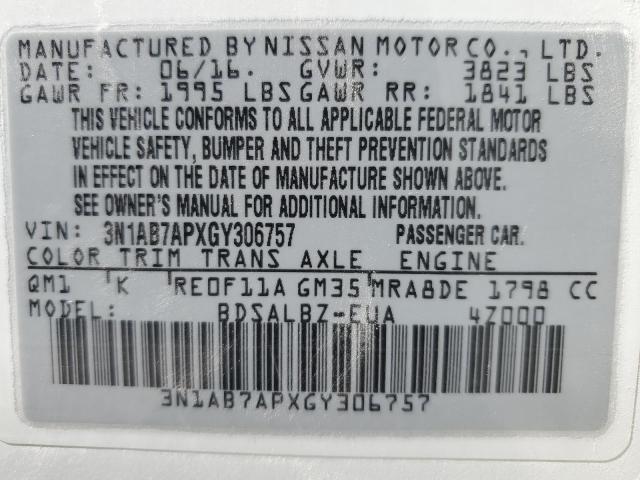 MANUFACTURED BY NISSAN MOTOR CO., LTD.
DATE: 06/16. GVWR: 3823 LBS
GAWR FR: 1995 LBS GAWR RR: 1841 LBS
THIS VEHICLE CONFORMS TO ALL APPLICABLE FEDERAL MOTOR
VEHICLE SAFETY, BUMPER AND THEFT PREVENTION STANDARDS
IN EFFECT ON THE DATE OF MANUFACTURE SHOWN ABOVE.
SEE OWNER'S MANUAL FOR ADDITIONAL INFORMATION.
VIN: 3N1AB7APXGY306757 PASSENGER CAR.
COLOR TRIM TRANS AXLE ENGINE
QM1 K RE0F11A GM35 MRA8DE 1798 CC
MODEL: BDSALBZ-EUA 4Z000
3N1AB7APXGY306757